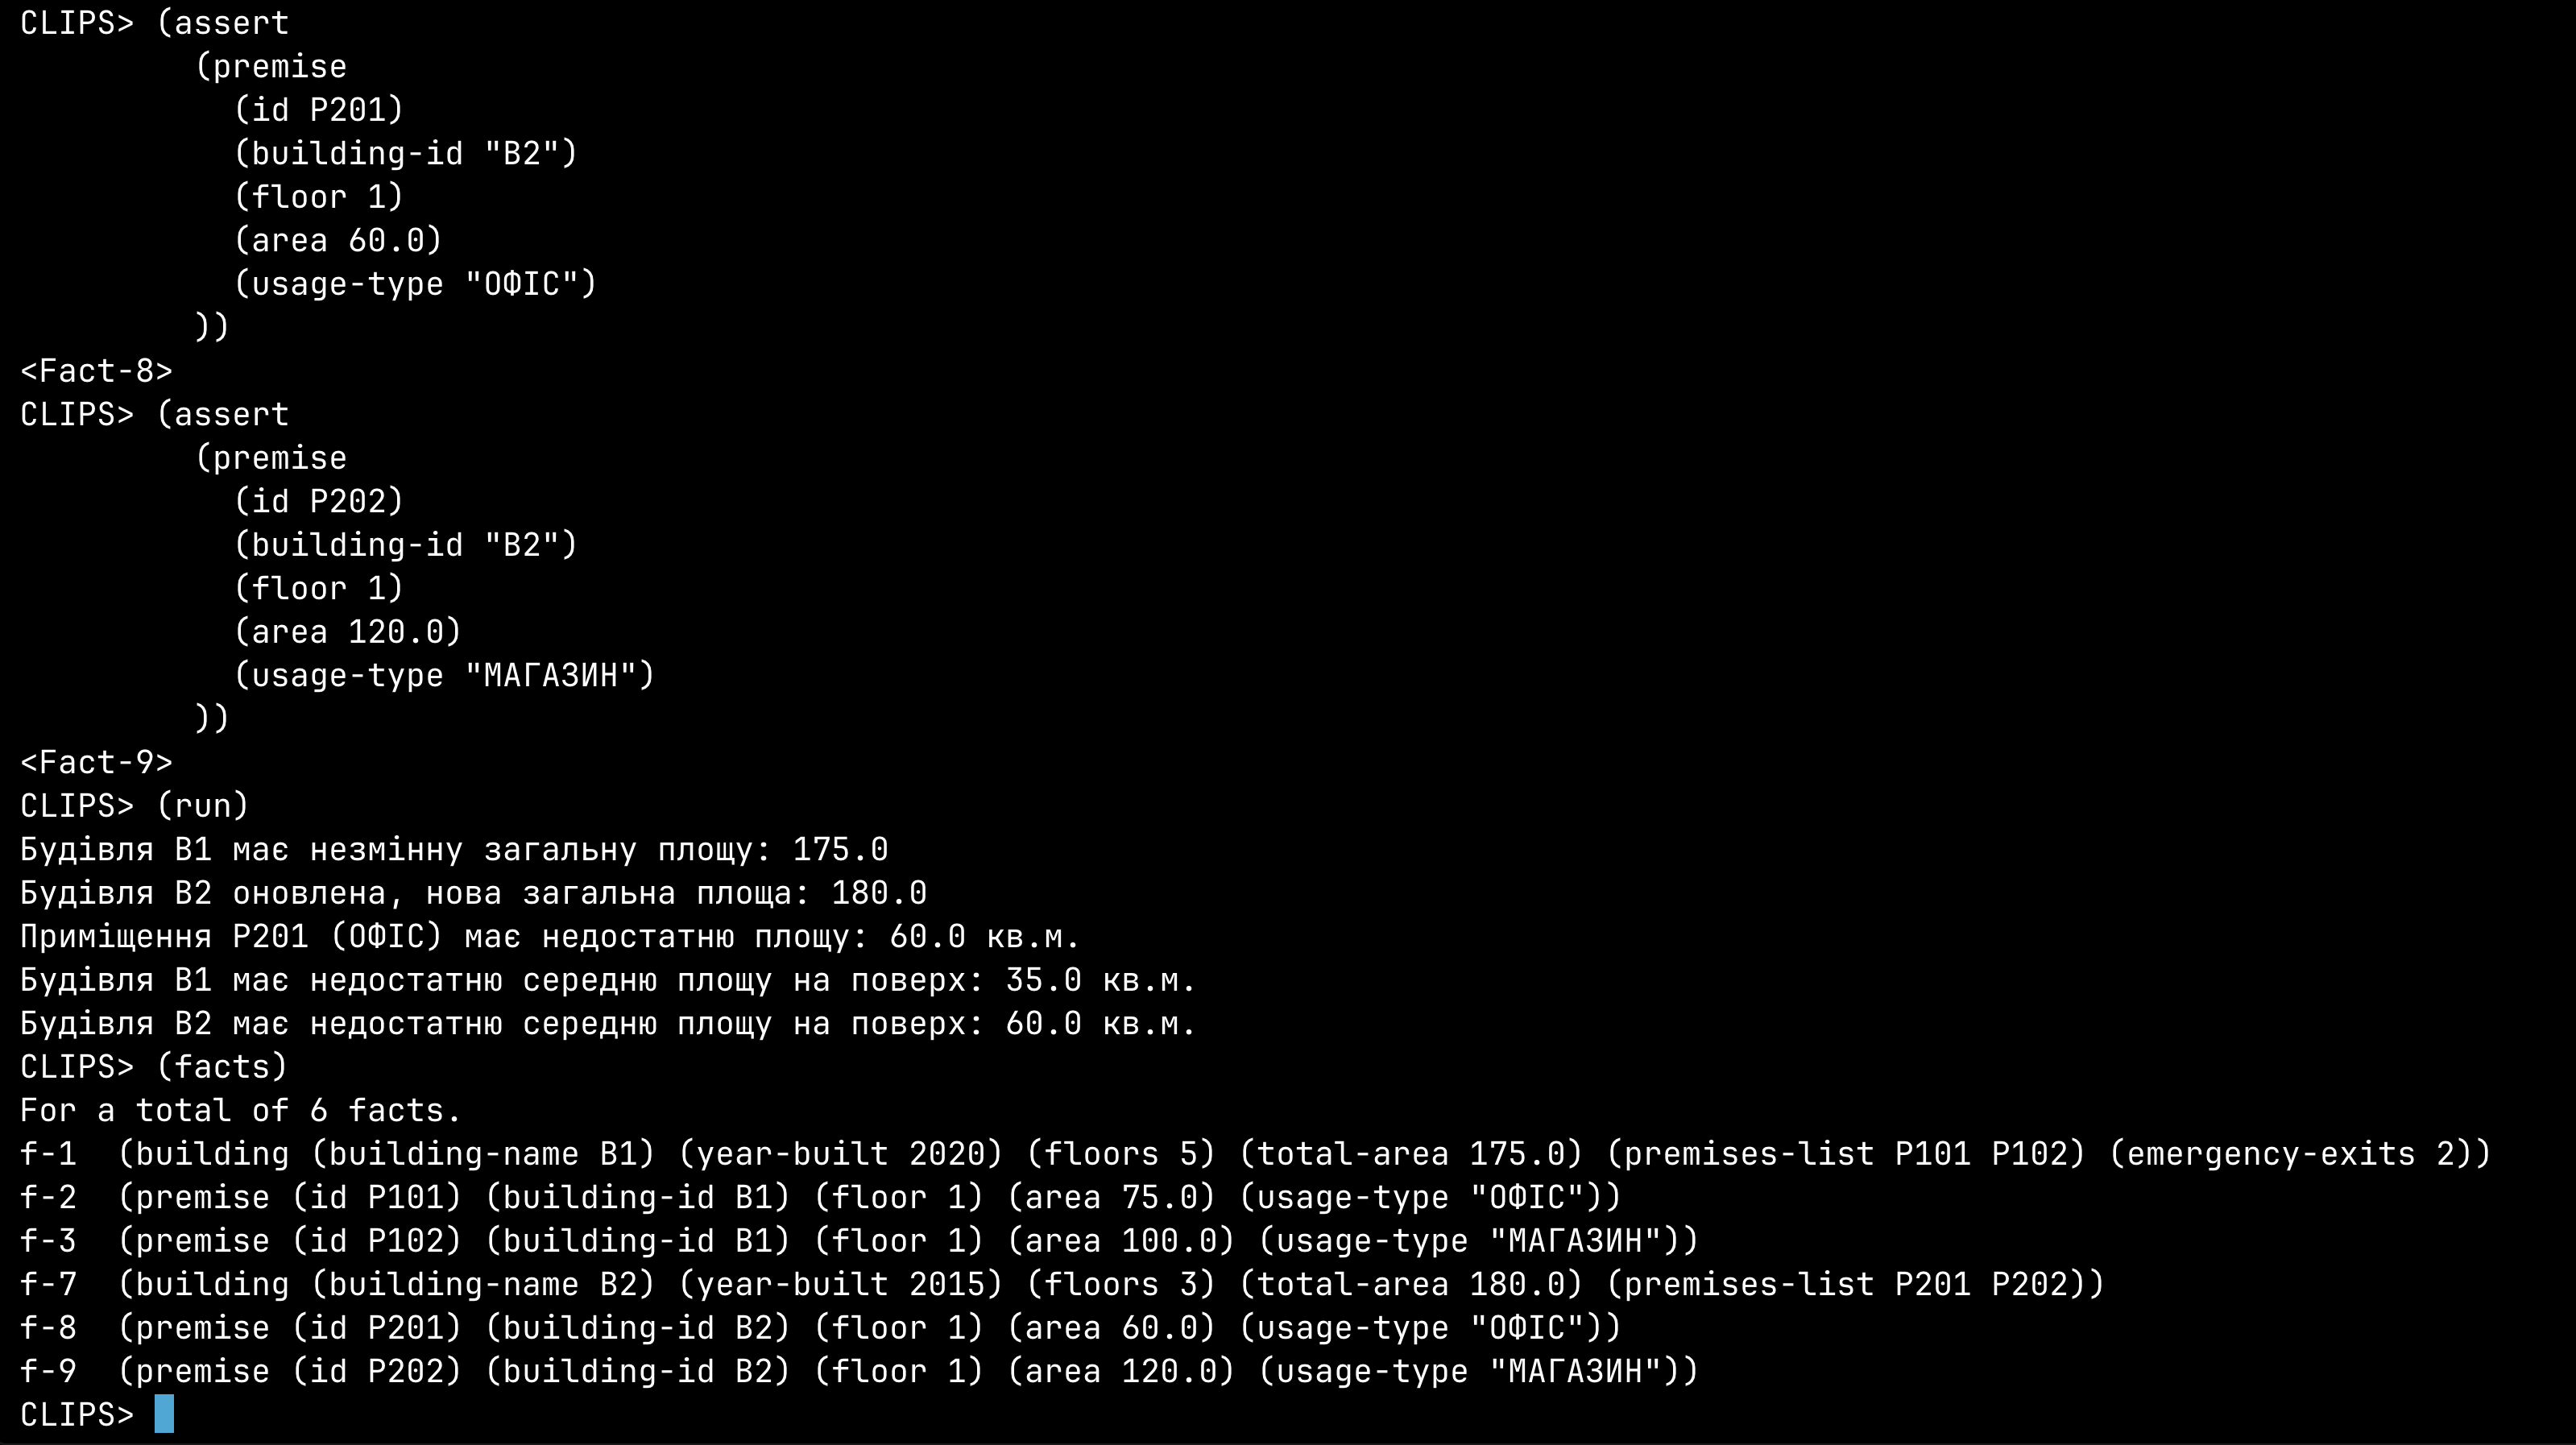 CLIPS> (assert
(premise
(id P201)
(building-id "B2")
(floor 1)
(area 60.0)
(usage-type "ОФІС")
))
<Fact-8>
CLIPS> (assert
(premise
(id P202)
(building-id "B2")
(floor 1)
(area 120.0)
(usage-type "МАГАЗИН")
))
<Fact-9>
CLIPS> (run)
Будівля B1 має незмінну загальну площу: 175.0
Будівля B2 оновлена, нова загальна площа: 180.0
Приміщення P201 (ОФІС) має недостатню площу: 60.0 кв.м.
Будівля B1 має недостатню середню площу на поверх: 35.0 кв.м.
Будівля B2 має недостатню середню площу на поверх: 60.0 кв.м.
CLIPS> (facts)
For a total of 6 facts.
f-1 (building (building-name B1) (year-built 2020) (floors 5) (total-area 175.0) (premises-list P101 P102) (emergency-exits 2))
f-2 (premise (id P101) (building-id B1) (floor 1) (area 75.0) (usage-type "ОФІС"))
f-3 (premise (id P102) (building-id B1) (floor 1) (area 100.0) (usage-type "МАГАЗИН"))
f-7 (building (building-name B2) (year-built 2015) (floors 3) (total-area 180.0) (premises-list P201 P202))
f-8 (premise (id P201) (building-id B2) (floor 1) (area 60.0) (usage-type "ОФІС"))
f-9 (premise (id P202) (building-id B2) (floor 1) (area 120.0) (usage-type "МАГАЗИН"))
CLIPS>